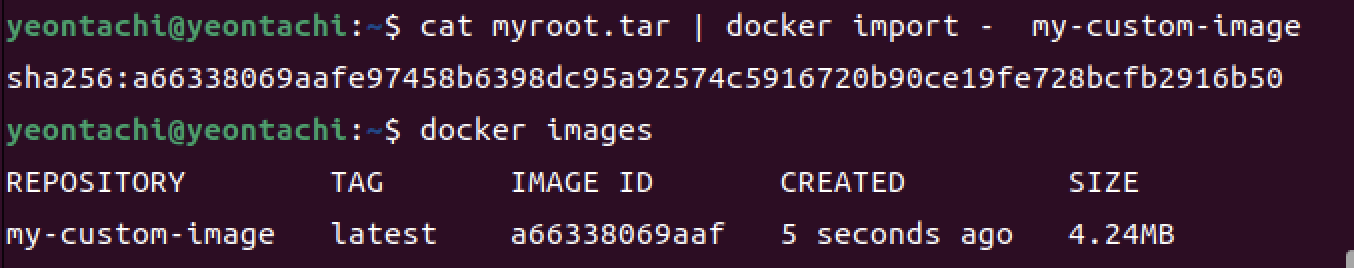 yeontachi@yeontachi:~$ cat myroot.tar | docker import -  my-custom-image
sha256:a66338069aafe97458b6398dc95a92574c5916720b90ce19fe728bcfb2916b50
yeontachi@yeontachi:~$ docker images
REPOSITORY        TAG       IMAGE ID       CREATED         SIZE
my-custom-image   latest    a66338069aaf   5 seconds ago   4.24MB